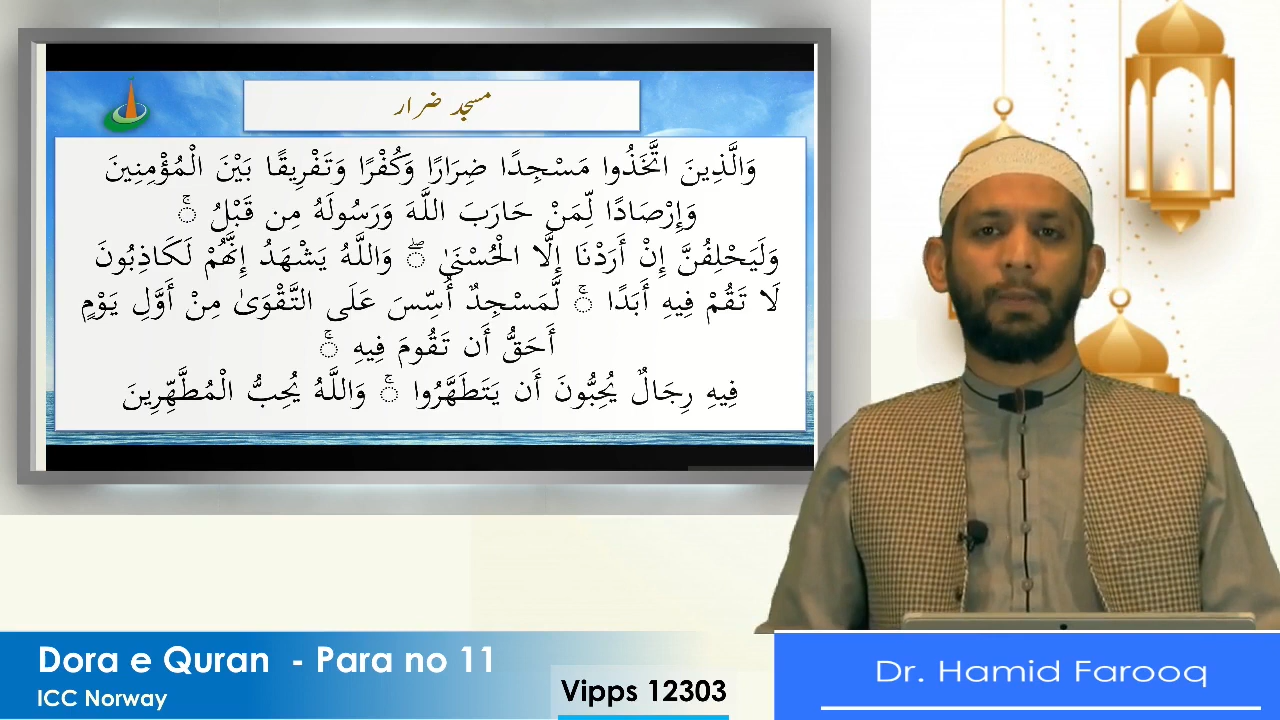 مسجد ضرار
وَالَّذِينَ اتَّخَذُوا مَسْجِدًا ضِرَارًا وَكُفْرًا وَتَفْرِيقًا بَيْنَ الْمُؤْمِنِينَ
وَإِرْصَادًا لِّمَنْ حَارَبَ اللَّهَ وَرَسُولَهُ مِن قَبْلُ ۚ
وَلَيَحْلِفُنَّ إِنْ أَرَدْنَا إِلَّا الْحُسْنَىٰ ۖ وَاللَّهُ يَشْهَدُ إِنَّهُمْ لَكَاذِبُونَ
لَا تَقُمْ فِيهِ أَبَدًا ۚ لَّمَسْجِدٌ أُسِّسَ عَلَى التَّقْوَىٰ مِنْ أَوَّلِ يَوْمٍ
أَحَقُّ أَن تَقُومَ فِيهِ ۚ
فِيهِ رِجَالٌ يُحِبُّونَ أَن يَتَطَهَّرُوا ۚ وَاللَّهُ يُحِبُّ الْمُطَّهِّرِينَ
Dora e Quran - Para no 11
ICC Norway
Vipps 12303
Dr. Hamid Farooq